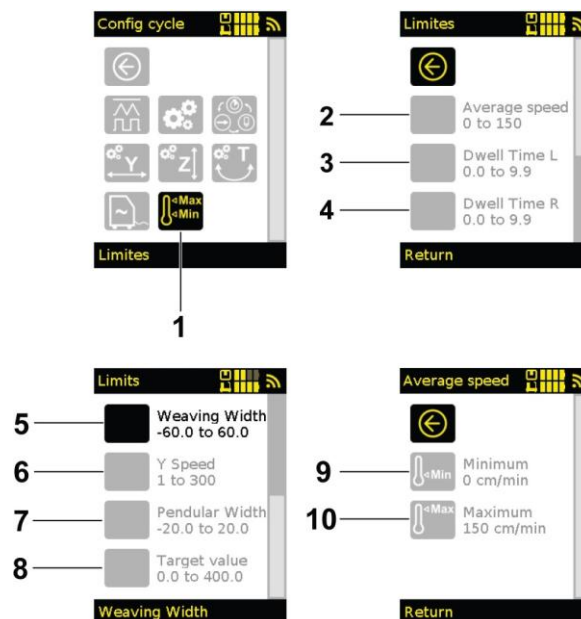 Config cycle
Y
Z
T
~
Max
Min
Limites
1
Limites
2
Average speed
0 to 150
3
Dwell Time L
0.0 to 9.9
4
Dwell Time R
0.0 to 9.9
Return
Limits
5
Weaving Width
-60.0 to 60.0
6
Y Speed
1 to 300
7
Pendular Width
-20.0 to 20.0
8
Target value
0.0 to 400.0
Weaving Width
Average speed
9
Min
Minimum
0 cm/min
10
Max
Maximum
150 cm/min
Return